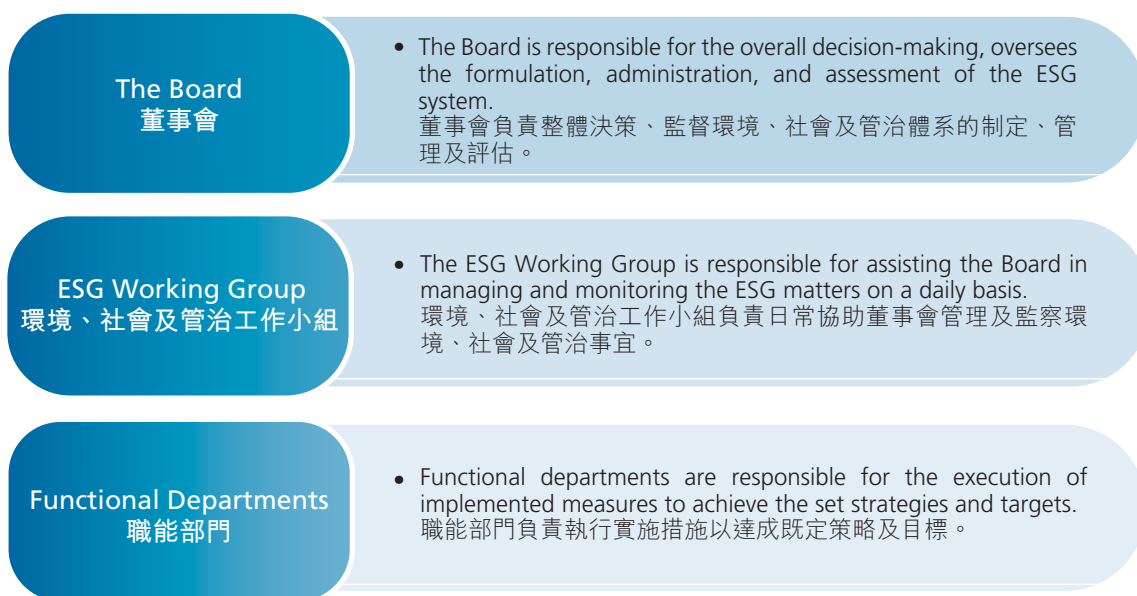 The Board
董事會
• The Board is responsible for the overall decision-making, oversees
the formulation, administration, and assessment of the ESG
system.
董事會負責整體決策、監督環境、社會及管治體系的制定、管
理及評估。
ESG Working Group
環境、社會及管治工作小組
• The ESG Working Group is responsible for assisting the Board in
managing and monitoring the ESG matters on a daily basis.
環境、社會及管治工作小組負責日常協助董事會管理及監察環
境、社會及管治事宜。
Functional Departments
職能部門
• Functional departments are responsible for the execution of
implemented measures to achieve the set strategies and targets.
職能部門負責執行實施措施以達成既定策略及目標。